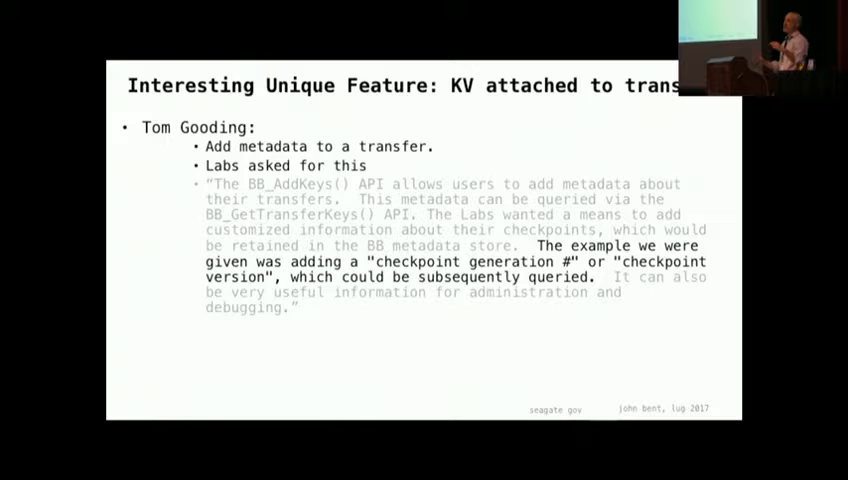 Interesting Unique Feature: KV attached to trans
• Tom Gooding:
• Add metadata to a transfer.
• Labs asked for this
• “The BB_AddKeys() API allows users to add metadata about
their transfers. This metadata can be queried via the
BB_GetTransferKeys() API. The Labs wanted a means to add
customized information about their checkpoints, which would
be retained in the BB metadata store. The example we were
given was adding a "checkpoint generation #" or "checkpoint
version", which could be subsequently queried. It can also
be very useful information for administration and
debugging.”
seagate gov
john bent, lug 2017